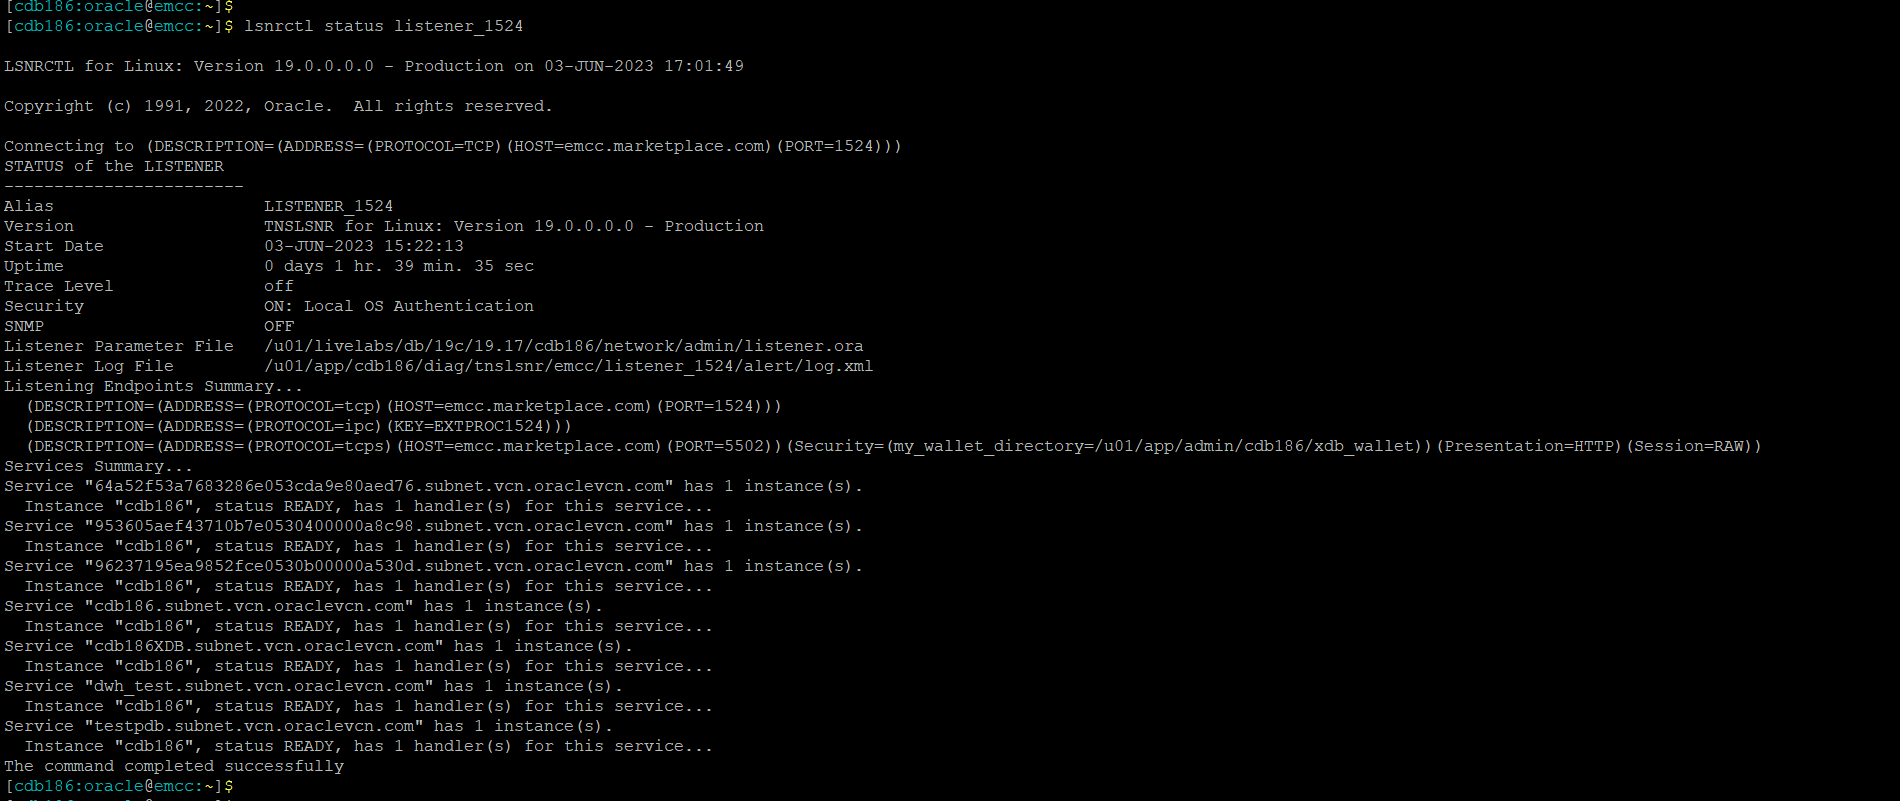 [cdb186:oracle@emcc:~]$
[cdb186:oracle@emcc:~]$ lsnrctl status listener_1524
LSNRCTL for Linux: Version 19.0.0.0.0 - Production on 03-JUN-2023 17:01:49
Copyright (c) 1991, 2022, Oracle.  All rights reserved.
Connecting to (DESCRIPTION=(ADDRESS=(PROTOCOL=TCP)(HOST=emcc.marketplace.com)(PORT=1524)))
STATUS of the LISTENER
------------------------
Alias                     LISTENER_1524
Version                   TNSLSNR for Linux: Version 19.0.0.0.0 - Production
Start Date                03-JUN-2023 15:22:13
Uptime                    0 days 1 hr. 39 min. 35 sec
Trace Level               off
Security                  ON: Local OS Authentication
SNMP                      OFF
Listener Parameter File   /u01/livelabs/db/19c/19.17/cdb186/network/admin/listener.ora
Listener Log File         /u01/app/cdb186/diag/tnslsnr/emcc/listener_1524/alert/log.xml
Listening Endpoints Summary...
  (DESCRIPTION=(ADDRESS=(PROTOCOL=tcp)(HOST=emcc.marketplace.com)(PORT=1524)))
  (DESCRIPTION=(ADDRESS=(PROTOCOL=ipc)(KEY=EXTPROC1524)))
  (DESCRIPTION=(ADDRESS=(PROTOCOL=tcps)(HOST=emcc.marketplace.com)(PORT=5502))(Security=(my_wallet_directory=/u01/app/admin/cdb186/xdb_wallet))(Presentation=HTTP)(Session=RAW))
Services Summary...
Service "64a52f53a7683286e053cda9e80aed76.subnet.vcn.oraclevcn.com" has 1 instance(s).
  Instance "cdb186", status READY, has 1 handler(s) for this service...
Service "953605aef43710b7e0530400000a8c98.subnet.vcn.oraclevcn.com" has 1 instance(s).
  Instance "cdb186", status READY, has 1 handler(s) for this service...
Service "96237195ea9852fce0530b00000a530d.subnet.vcn.oraclevcn.com" has 1 instance(s).
  Instance "cdb186", status READY, has 1 handler(s) for this service...
Service "cdb186.subnet.vcn.oraclevcn.com" has 1 instance(s).
  Instance "cdb186", status READY, has 1 handler(s) for this service...
Service "cdb186XDB.subnet.vcn.oraclevcn.com" has 1 instance(s).
  Instance "cdb186", status READY, has 1 handler(s) for this service...
Service "dwh_test.subnet.vcn.oraclevcn.com" has 1 instance(s).
  Instance "cdb186", status READY, has 1 handler(s) for this service...
Service "testpdb.subnet.vcn.oraclevcn.com" has 1 instance(s).
  Instance "cdb186", status READY, has 1 handler(s) for this service...
The command completed successfully
[cdb186:oracle@emcc:~]$